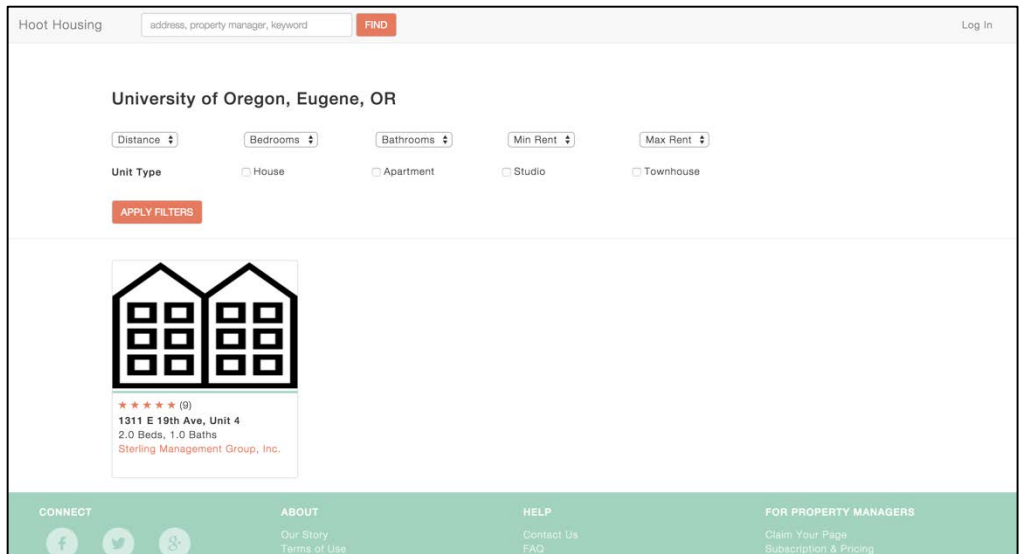 Hoot Housing address, property manager, keyword FIND Log In
University of Oregon, Eugene, OR
Distance Bedrooms Bathrooms Min Rent Max Rent
Unit Type House Apartment Studio Townhouse
APPLY FILTERS
★ ★ ★ ★ ★ (9)
1311 E 19th Ave, Unit 4
2.0 Beds, 1.0 Baths
Sterling Management Group, Inc.
CONNECT ABOUT HELP FOR PROPERTY MANAGERS
Our Story Contact Us Claim Your Page
Terms of Use FAQ Subscription & Pricing